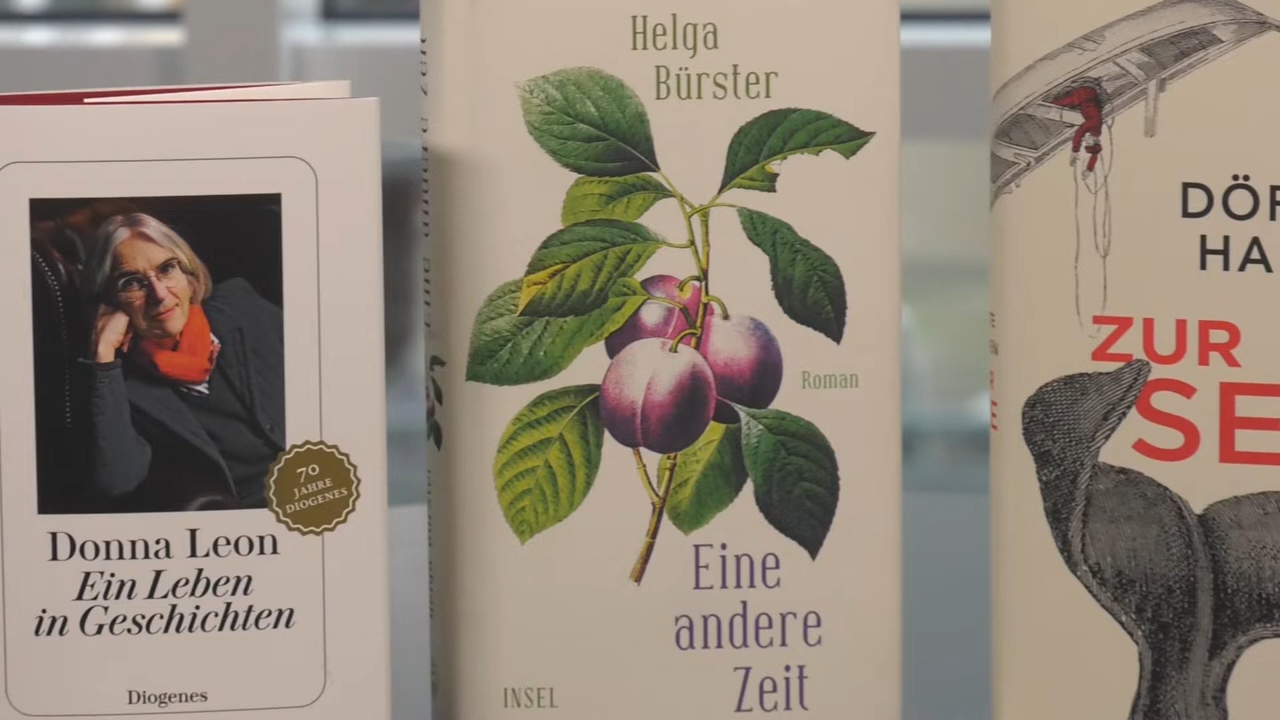 Donna Leon
Ein Leben
in Geschichten
Diogenes
70
JAHRE
DIOGENES
Helga
Bürster
Roman
Eine
andere
Zeit
INSEL
DÖR
HA
ZUR
SE